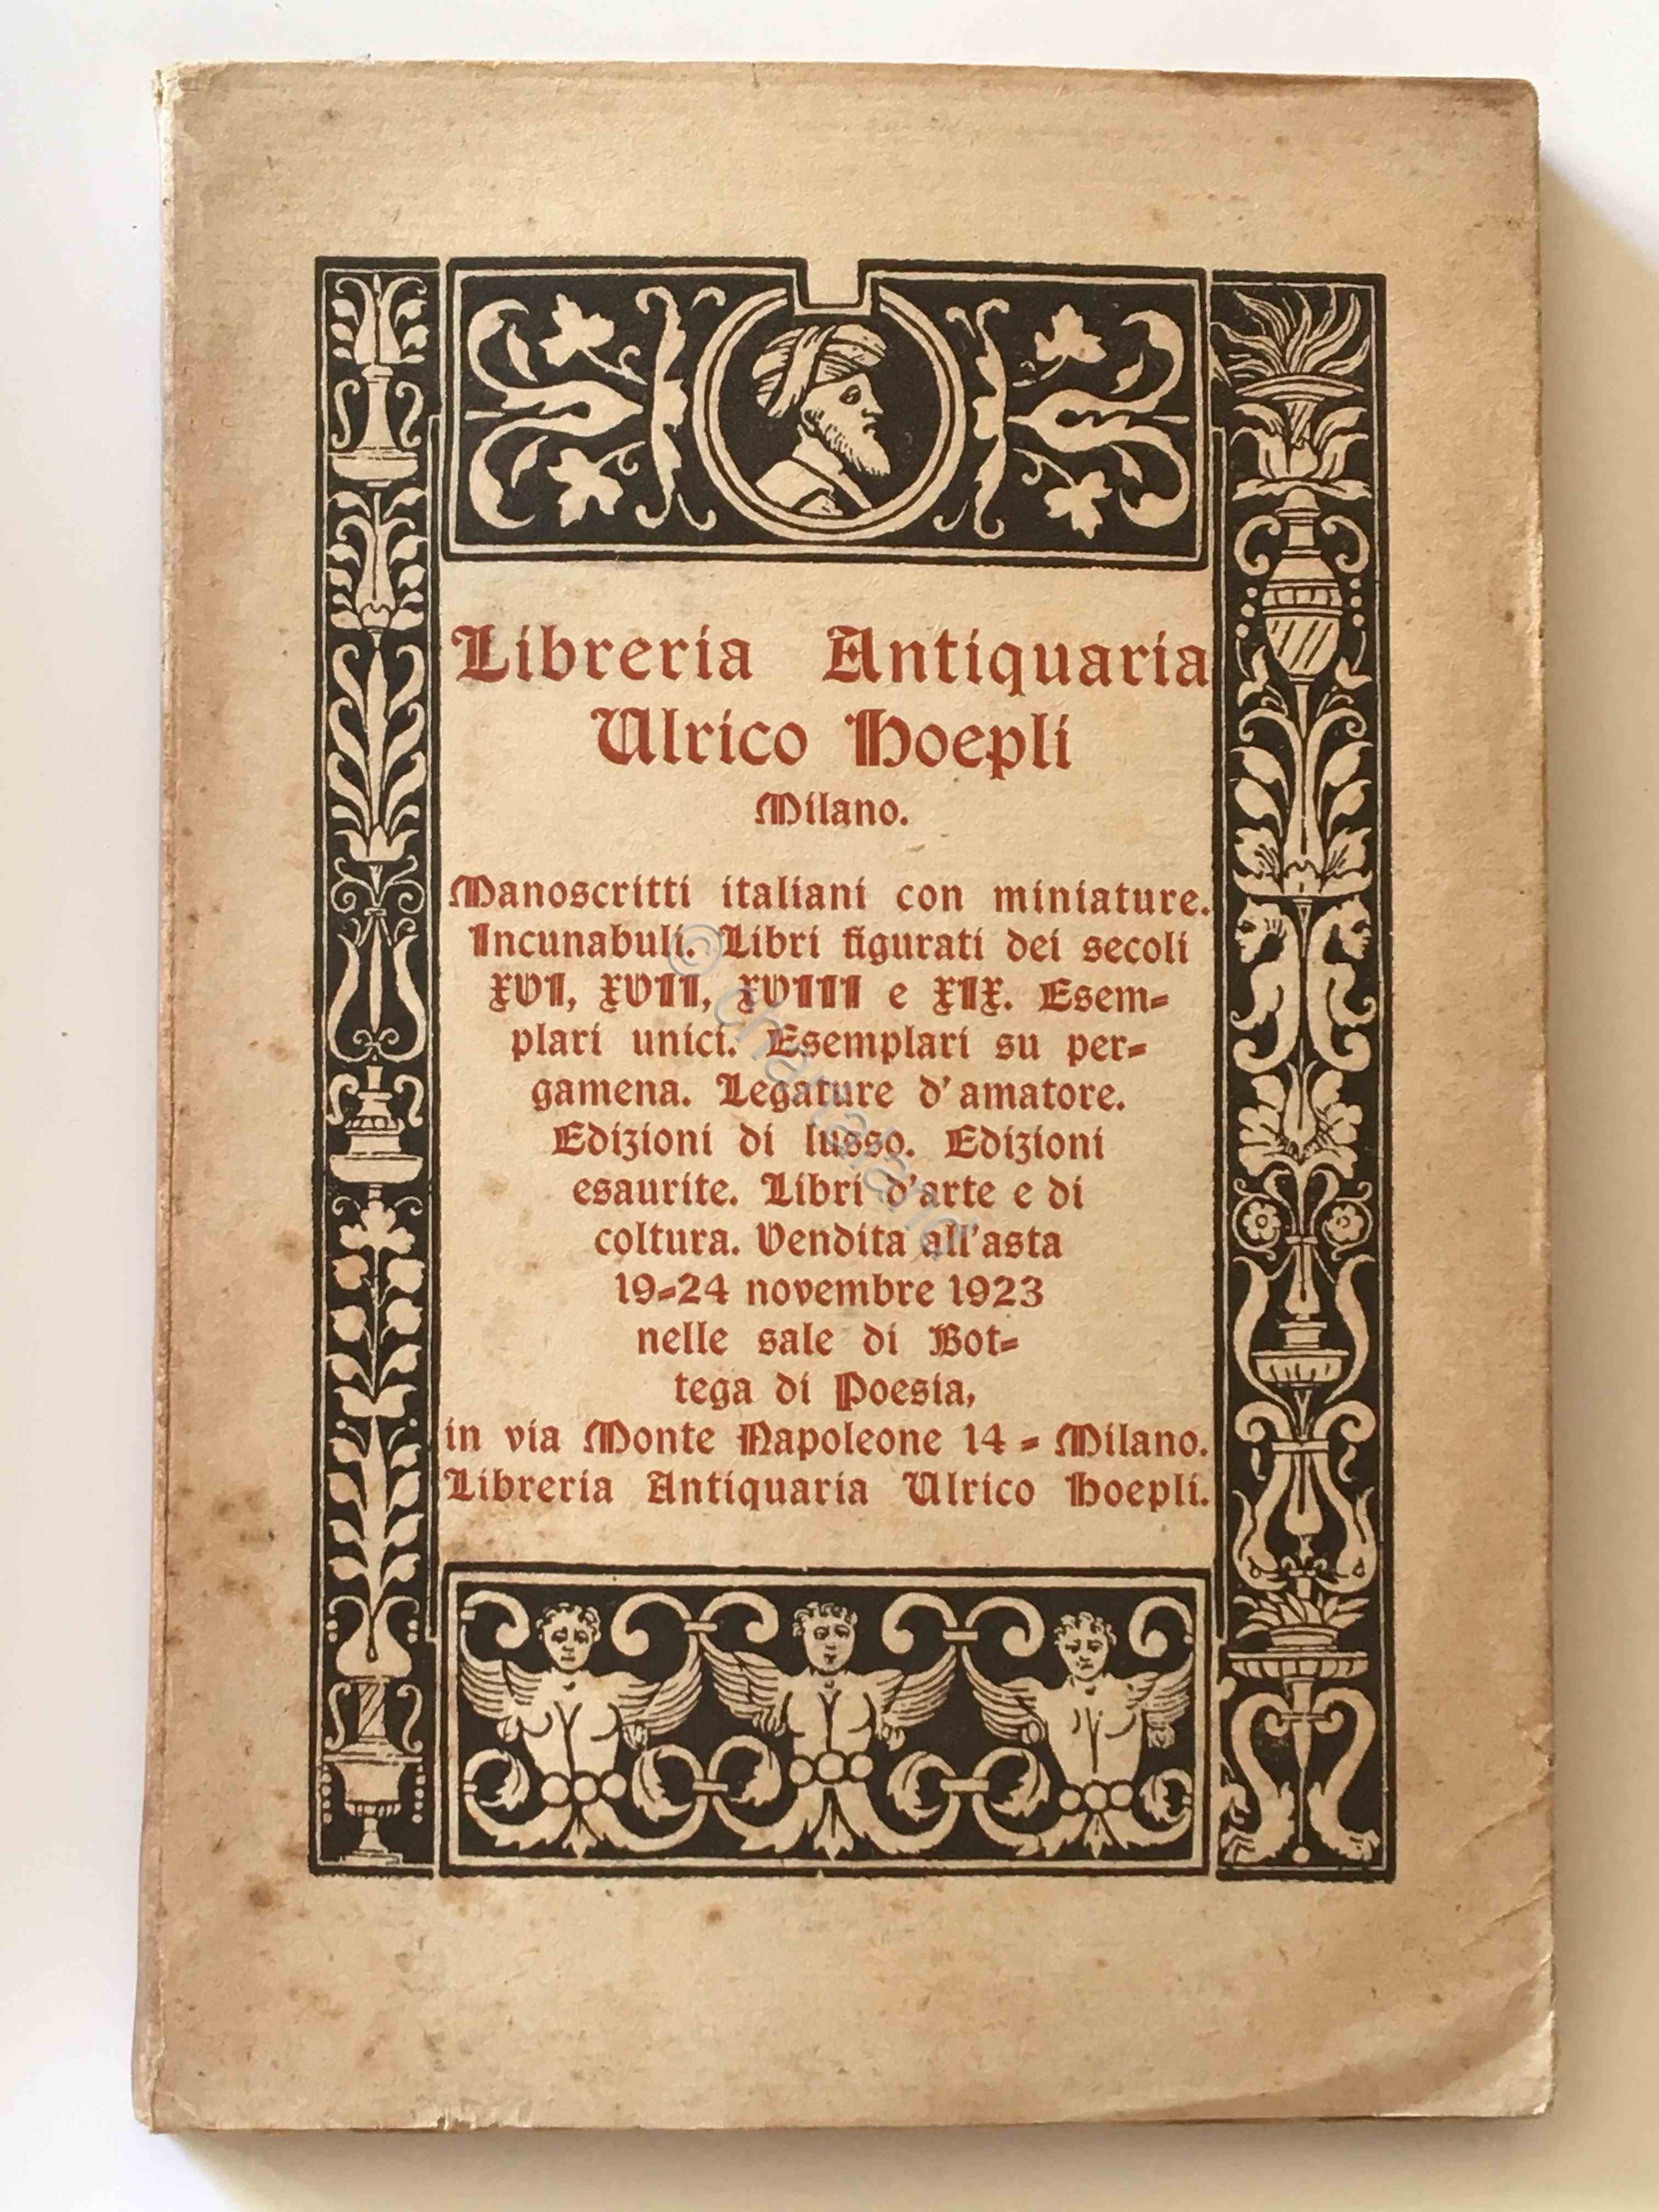 Libreria Antiquaria
Ulrico Hoepli
Milano.
Manoscritti italiani con miniature.
Incunabuli. Libri figurati dei secoli
XVI, XVII, XVIII e XIX. Esem-
plari unici. Esemplari su per-
gamena. Legature d'amatore.
Edizioni di lusso. Edizioni
esaurite. Libri d'arte e di
coltura. Vendita all'asta
19-24 novembre 1923
nelle sale di Bot-
tega di Poesia,
in via Monte Napoleone 14 - Milano.
Libreria Antiquaria Ulrico Hoepli.
© chartaland